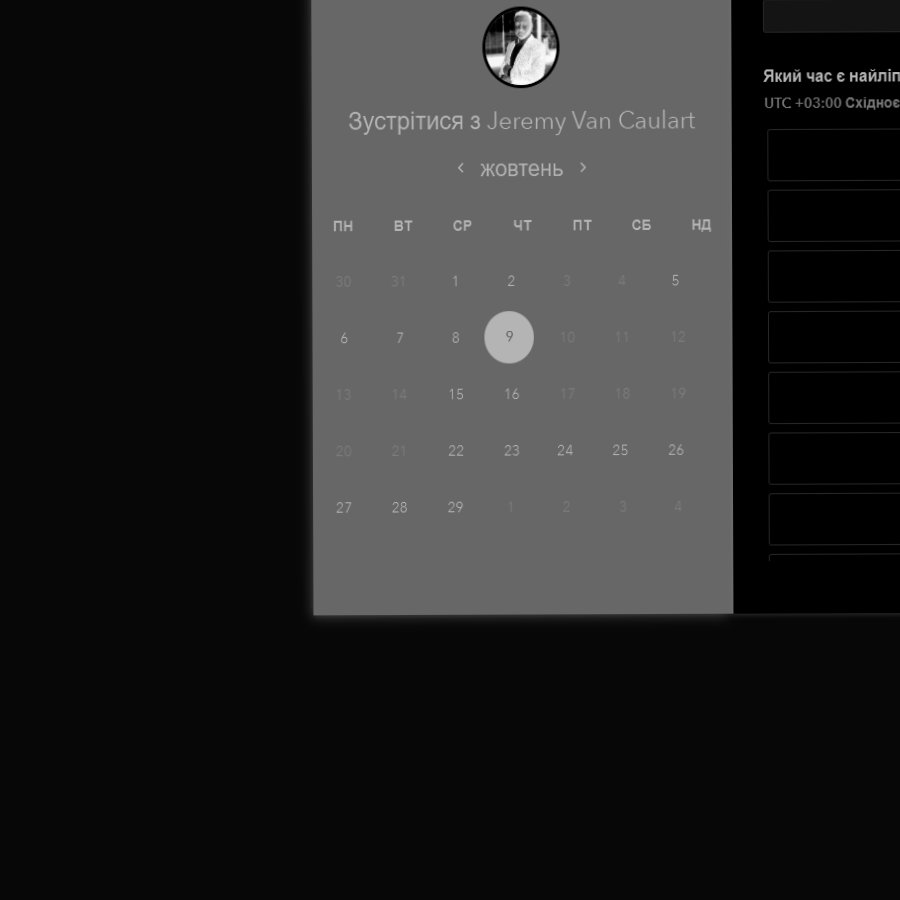 Зустрітися з Jeremy Van Caulart
‹ жовтень ›
ПН ВТ СР ЧТ ПТ СБ НД
30 31 1 2 3 4 5
6 7 8 9 10 11 12
13 14 15 16 17 18 19
20 21 22 23 24 25 26
27 28 29 1 2 3 4
Який час є найліп
UTC +03:00 Східноє